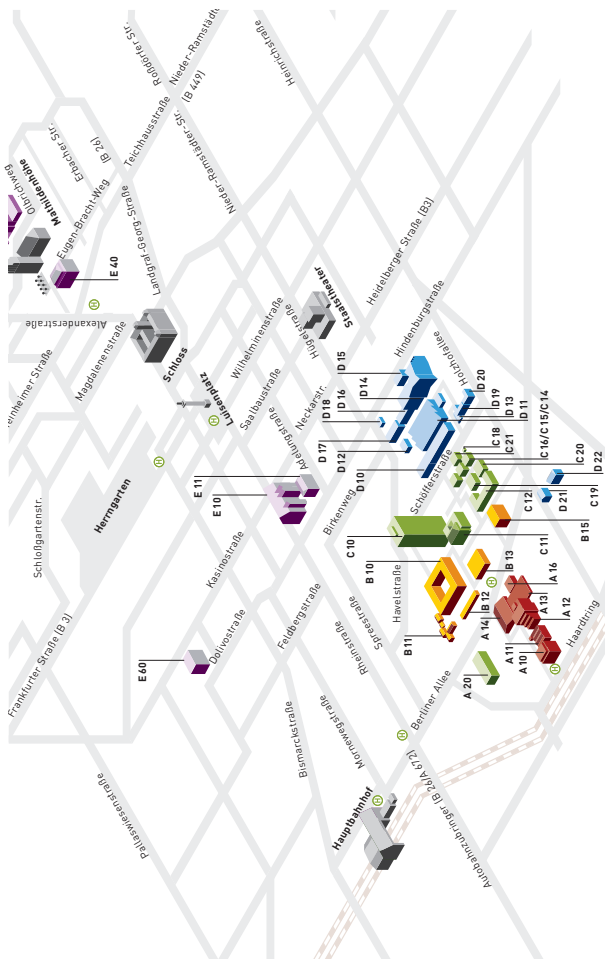 Roßdörfer Str.
Nieder-Ramstädt
Heinrichstraße
Erbacher Str.
(B 26)
Teichhausstraße
Nieder-Ramstädter-Str.
(B 449)
Olbrichweg
Mathildenhöhe
Eugen-Bracht-Weg
E 40
Landgraf-Georg-Straße
Alexanderstraße
H
einheimer Straße
Magdalenenstraße
Schloss
Luisenplatz
H
Wilhelminenstraße
Saalbaustraße
Hügelstraße
Staatstheater
Heidelberger Straße (B3)
Hindenburgstraße
Holzhofallee
Neckarstr.
Adelungstraße
Schloßgartenstr.
Herrngarten
H
E 11
E 10
Kasinostraße
Birkenweg
D 15
D 14
D 16
D 18
D 17
D 12
D 10
D 20
D 19
D 13
D 11
C16/C15/C14
C 18
C 21
C 20
D 22
C 19
D 21
C 12
B 15
Schöfferstraße
C 10
C 11
B 10
B 13
H
A 16
B 12
B 11
A 14
A 13
A 12
A 11
A 10
H
Haardtring
A 20
Havelstraße
Spreestraße
Rheinstraße
Feldbergstraße
Dolivostraße
E 60
Frankfurter Straße (B 3)
Bismarckstraße
Mornewegstraße
Berliner Allee
H
Hauptbahnhof
H
Autobahnzubringer (B 26/A 672)
Pallaswiesenstraße